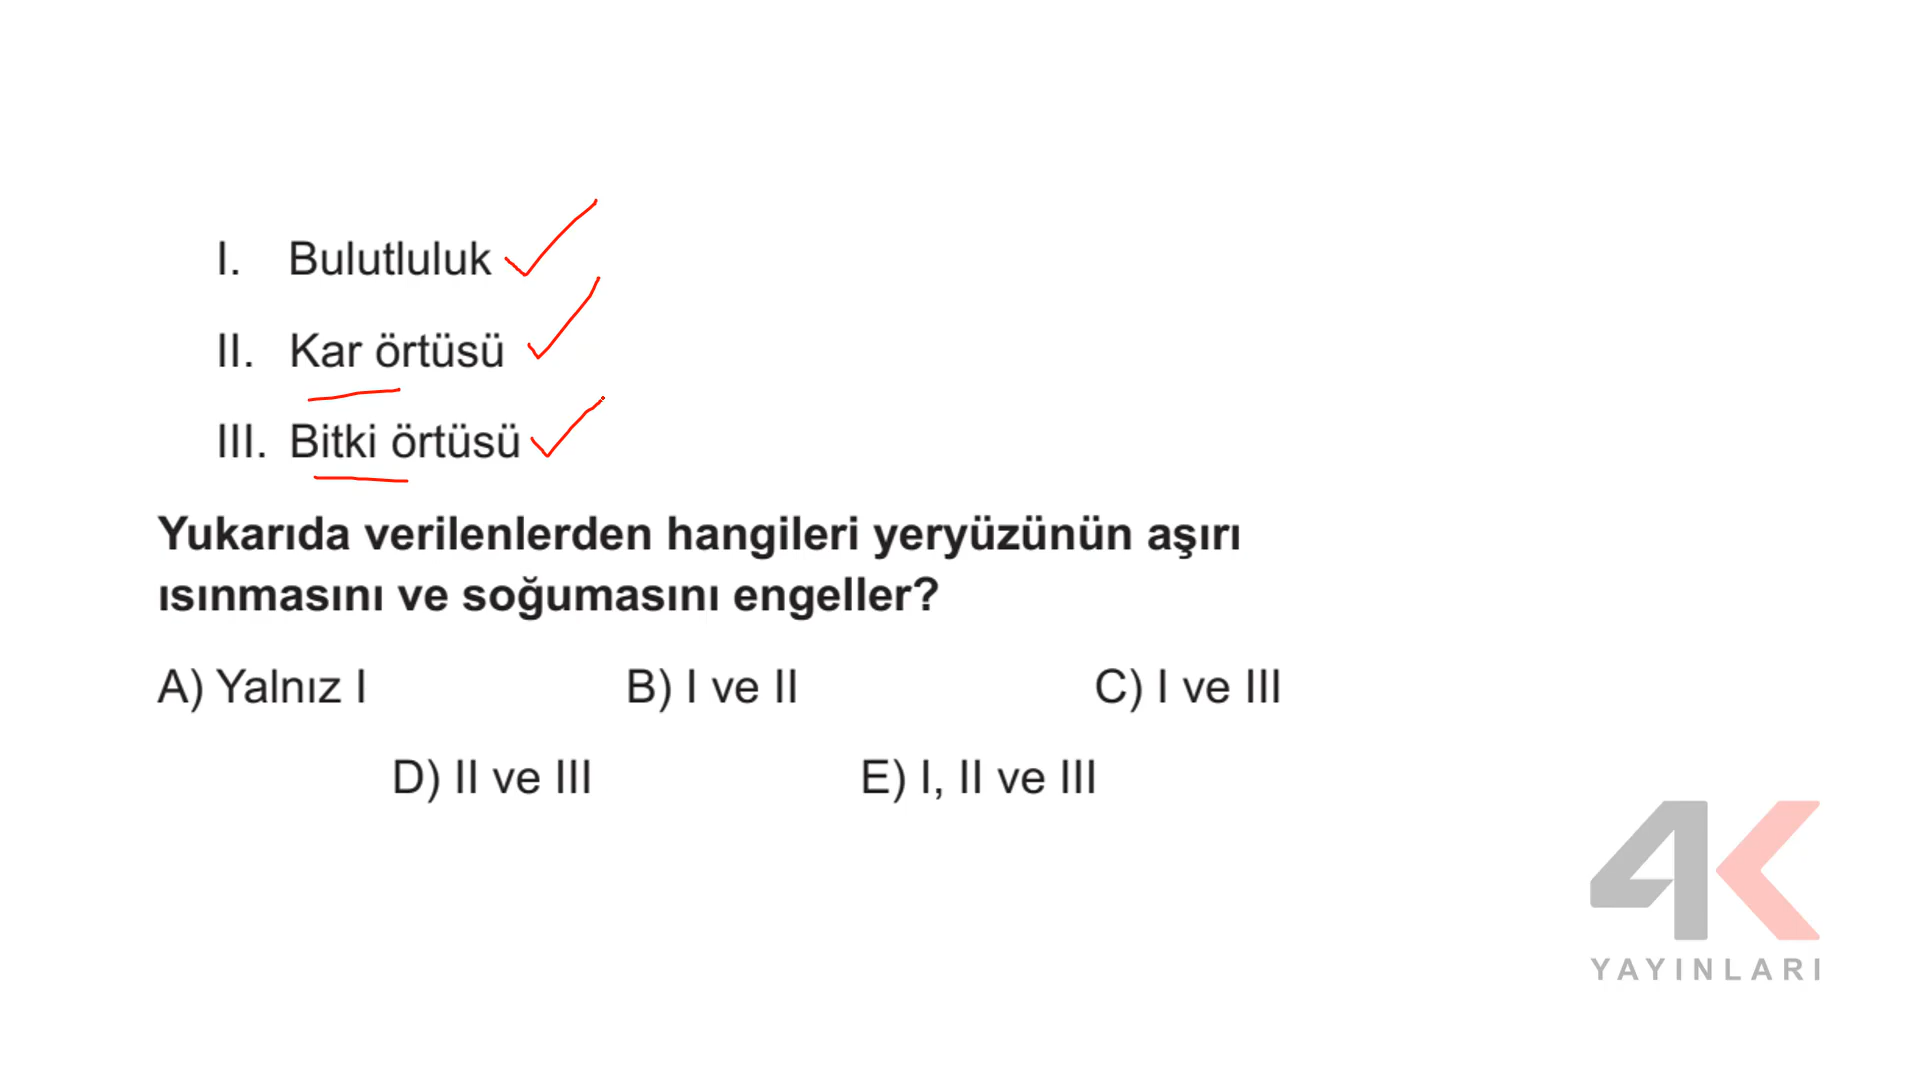 I. Bulutluluk
II. Kar örtüsü
III. Bitki örtüsü
Yukarıda verilenlerden hangileri yeryüzünün aşırı
ısınmasını ve soğumasını engeller?
A) Yalnız I B) I ve II C) I ve III
D) II ve III E) I, II ve III
4K
YAYINLARI